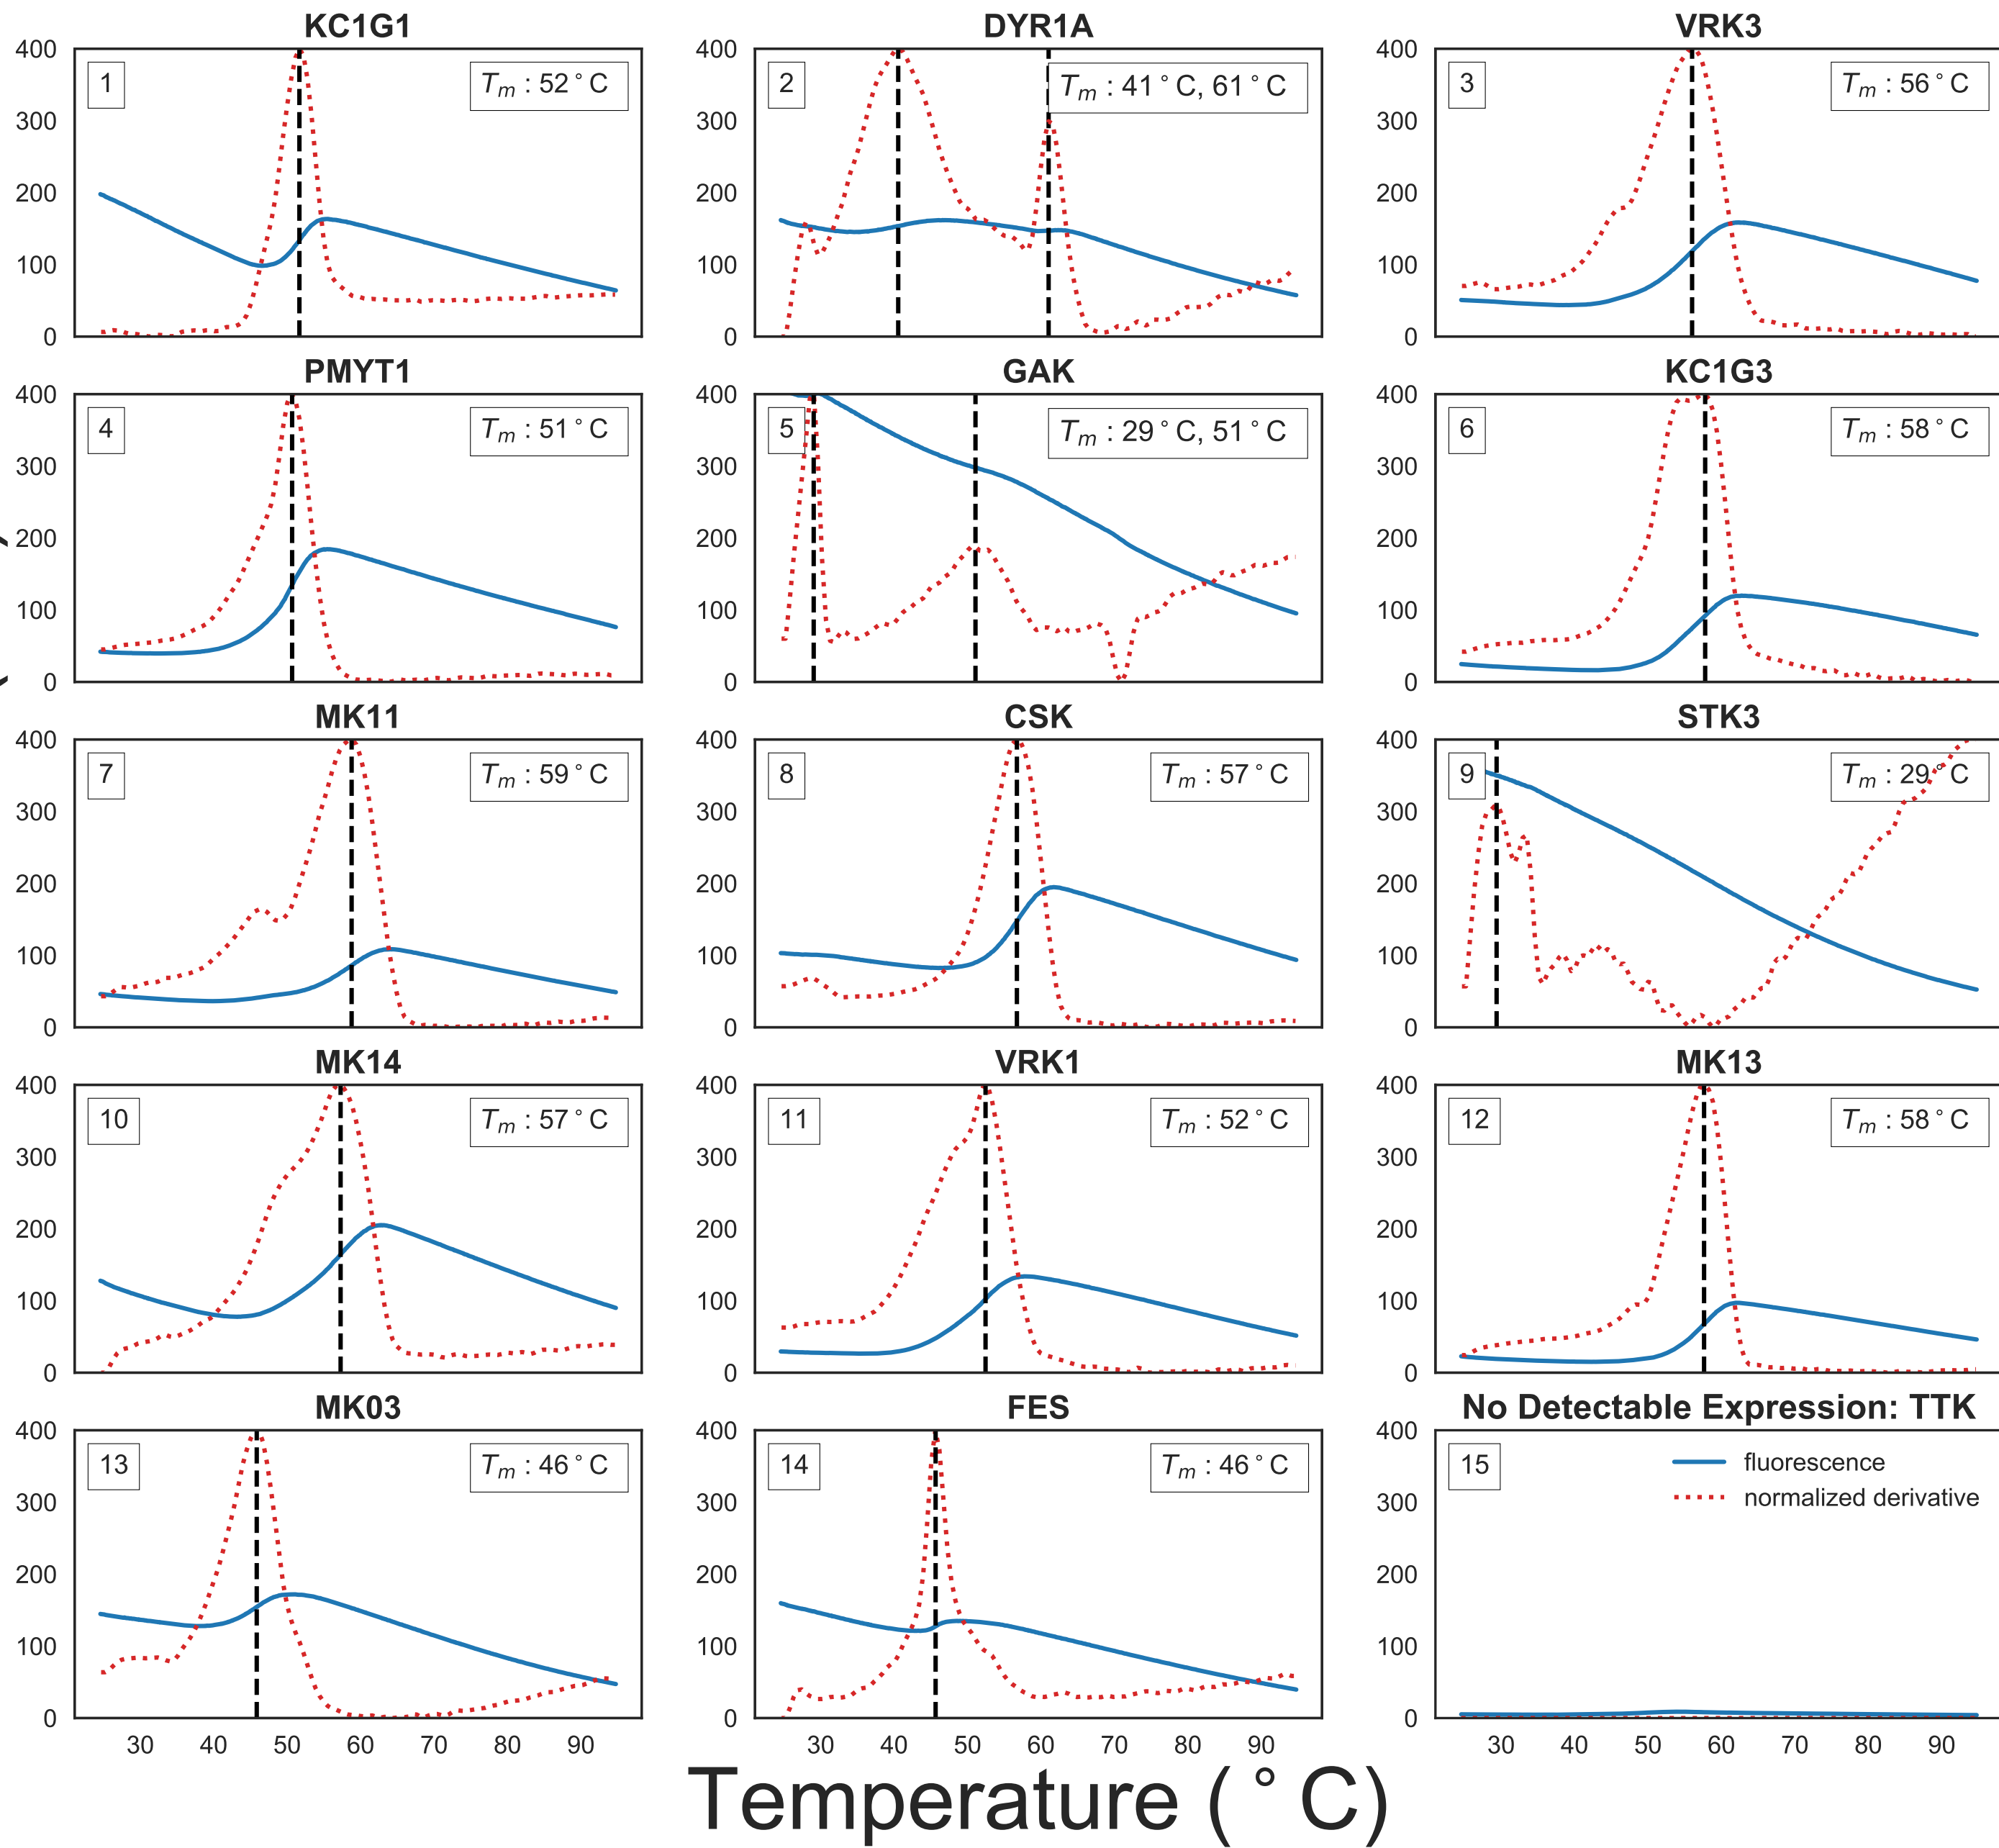 KC1G1
DYR1A
VRK3
400
300
200
100
0
1
Tm : 52°C
400
300
200
100
0
2
Tm : 41°C, 61°C
400
300
200
100
0
3
Tm : 56°C
PMYT1
GAK
KC1G3
400
300
200
100
0
4
Tm : 51°C
400
300
200
100
0
5
Tm : 29°C, 51°C
400
300
200
100
0
6
Tm : 58°C
MK11
CSK
STK3
400
300
200
100
0
7
Tm : 59°C
400
300
200
100
0
8
Tm : 57°C
400
300
200
100
0
9
Tm : 29°C
MK14
VRK1
MK13
400
300
200
100
0
10
Tm : 57°C
400
300
200
100
0
11
Tm : 52°C
400
300
200
100
0
12
Tm : 58°C
MK03
FES
No Detectable Expression: TTK
400
300
200
100
0
13
Tm : 46°C
30 40 50 60 70 80 90
400
300
200
100
0
14
Tm : 46°C
30 40 50 60 70 80 90
400
300
200
100
0
15
fluorescence
normalized derivative
30 40 50 60 70 80 90
Temperature (°C)